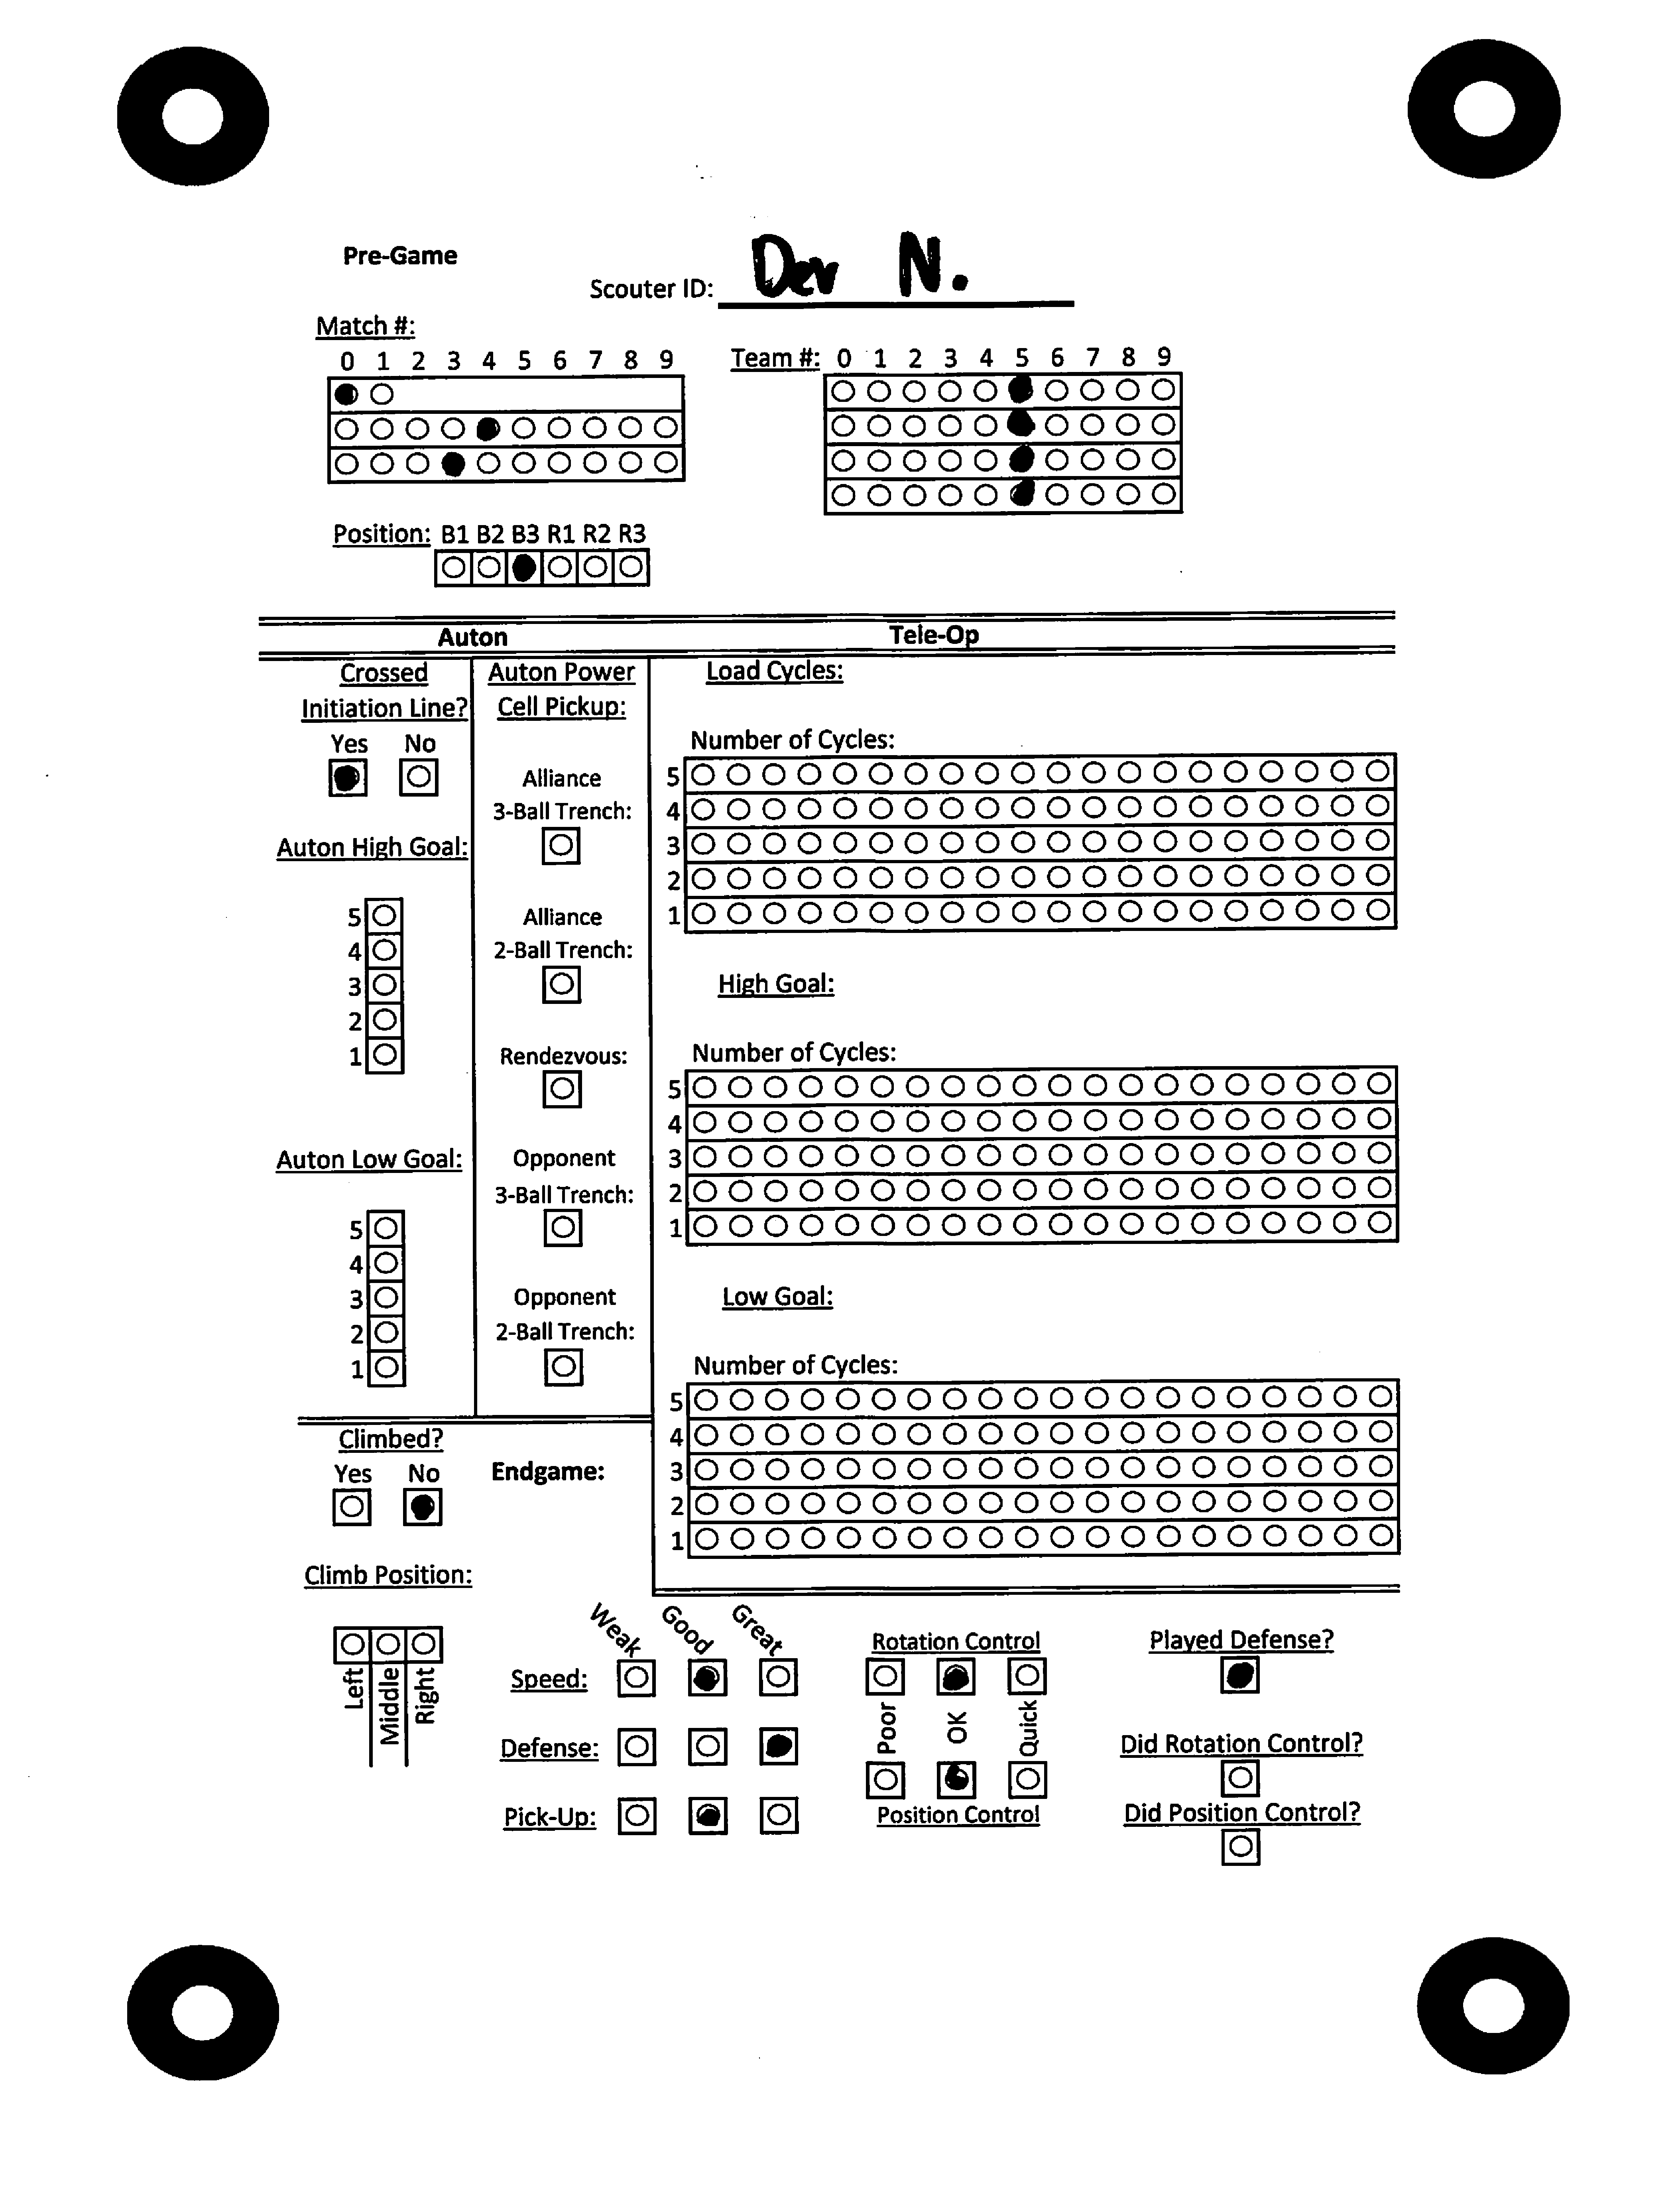 Pre-Game
Scouter ID: Dev N.
Match #:
0 1 2 3 4 5 6 7 8 9
Team #: 0 1 2 3 4 5 6 7 8 9
Position: B1 B2 B3 R1 R2 R3
Auton
Tele-Op
Crossed
Initiation Line?
Yes No
Auton High Goal:
5
4
3
2
1
Auton Low Goal:
5
4
3
2
1
Auton Power
Cell Pickup:
Alliance
3-Ball Trench:
Alliance
2-Ball Trench:
Rendezvous:
Opponent
3-Ball Trench:
Opponent
2-Ball Trench:
Load Cycles:
Number of Cycles:
5
4
3
2
1
High Goal:
Number of Cycles:
5
4
3
2
1
Low Goal:
Number of Cycles:
5
4
3
2
1
Climbed?
Yes No
Endgame:
Climb Position:
Left
Middle
Right
Weak Good Great
Speed:
Defense:
Pick-Up:
Rotation Control
Poor OK Quick
Position Control
Played Defense?
Did Rotation Control?
Did Position Control?